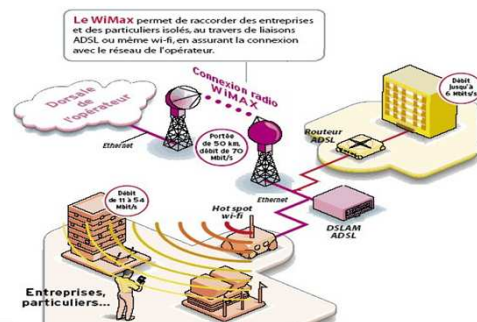 Le WiMax permet de raccorder des entreprises
et des particuliers isolés, au travers de liaisons
ADSL ou même wi-fi, en assurant la connexion
avec le réseau de l'opérateur.
Connexion radio
WiMAX
Dorsale
de
l'opérateur
Ethernet
Portée
de 50 km,
débit de 70
Mbit/s
Débit
jusqu'à
6 Mbit/s
Routeur
ADSL
Ethernet
DSLAM
ADSL
Débit
de 11 à 54
Mbit/s
Hot spot
wi-fi
Entreprises,
particuliers...